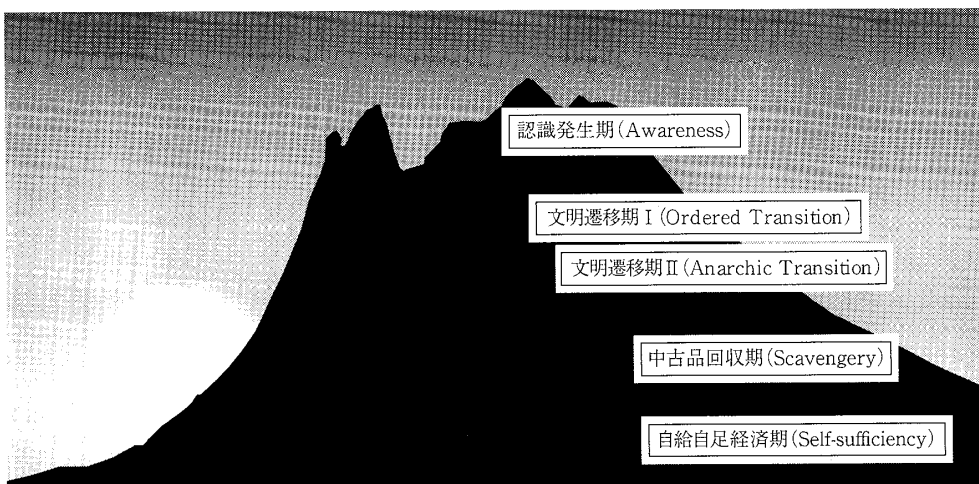 認識発生期(Awareness)
文明遷移期Ⅰ(Ordered Transition)
文明遷移期Ⅱ(Anarchic Transition)
中古品回収期(Scavengery)
自給自足経済期(Self-sufficiency)